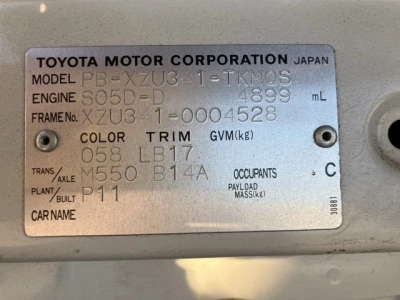 TOYOTA MOTOR CORPORATION JAPAN
MODEL PB-XZU3 1-TKMQS
ENGINE S05D-D 4899 mL
FRAME No. XZU3 1-0004528
COLOR TRIM GVM(kg)
058 LB17
TRANS/AXLE M550 B14A OCCUPANTS . C
PLANT/BUILT P11 PAYLOAD MASS(kg)
CAR NAME
30881